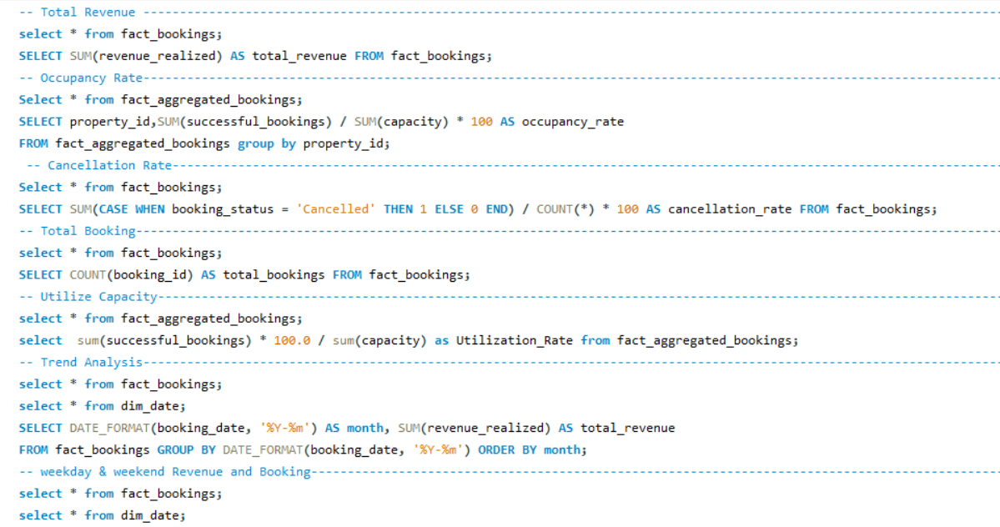 -- Total Revenue ------------------------------------------------------------------------------------------------------------------------
select * from fact_bookings;
SELECT SUM(revenue_realized) AS total_revenue FROM fact_bookings;
-- Occupancy Rate------------------------------------------------------------------------------------------------------------------------
Select * from fact_aggregated_bookings;
SELECT property_id,SUM(successful_bookings) / SUM(capacity) * 100 AS occupancy_rate
FROM fact_aggregated_bookings group by property_id;
-- Cancellation Rate--------------------------------------------------------------------------------------------------------------------
Select * from fact_bookings;
SELECT SUM(CASE WHEN booking_status = 'Cancelled' THEN 1 ELSE 0 END) / COUNT(*) * 100 AS cancellation_rate FROM fact_bookings;
-- Total Booking-------------------------------------------------------------------------------------------------------------------------
select * from fact_bookings;
SELECT COUNT(booking_id) AS total_bookings FROM fact_bookings;
-- Utilize Capacity----------------------------------------------------------------------------------------------------------------------
select * from fact_aggregated_bookings;
select  sum(successful_bookings) * 100.0 / sum(capacity) as Utilization_Rate from fact_aggregated_bookings;
-- Trend Analysis------------------------------------------------------------------------------------------------------------------------
select * from fact_bookings;
select * from dim_date;
SELECT DATE_FORMAT(booking_date, '%Y-%m') AS month, SUM(revenue_realized) AS total_revenue
FROM fact_bookings GROUP BY DATE_FORMAT(booking_date, '%Y-%m') ORDER BY month;
-- weekday & weekend Revenue and Booking-------------------------------------------------------------------------------------------------
select * from fact_bookings;
select * from dim_date;